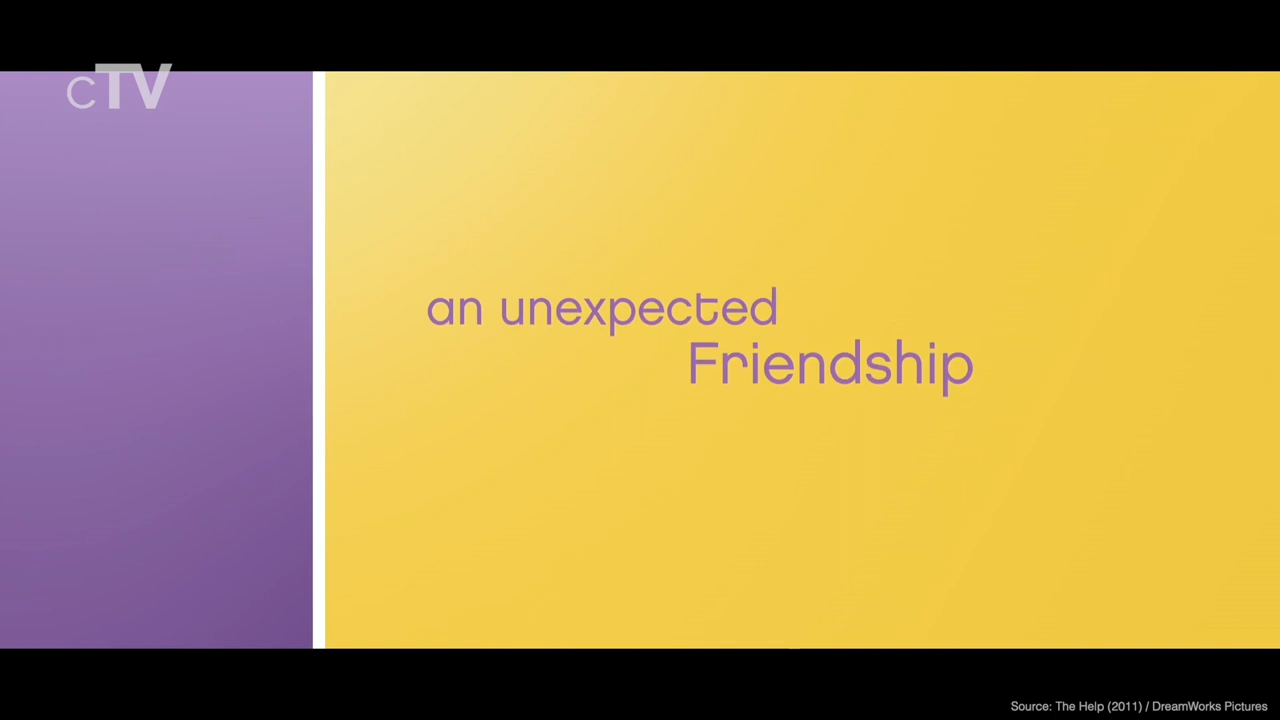 cTV
an unexpected
Friendship
Source: The Help (2011) / DreamWorks Pictures